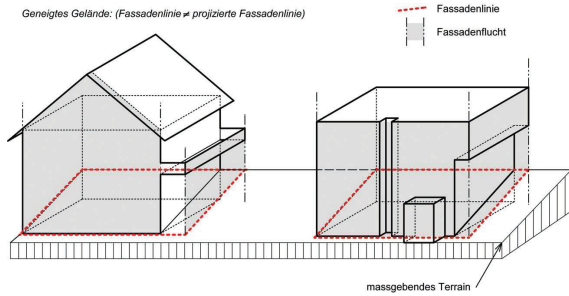 Geneigtes Gelände: (Fassadenlinie ≠ projizierte Fassadenlinie)
Fassadenlinie
Fassadenflucht
massgebendes Terrain